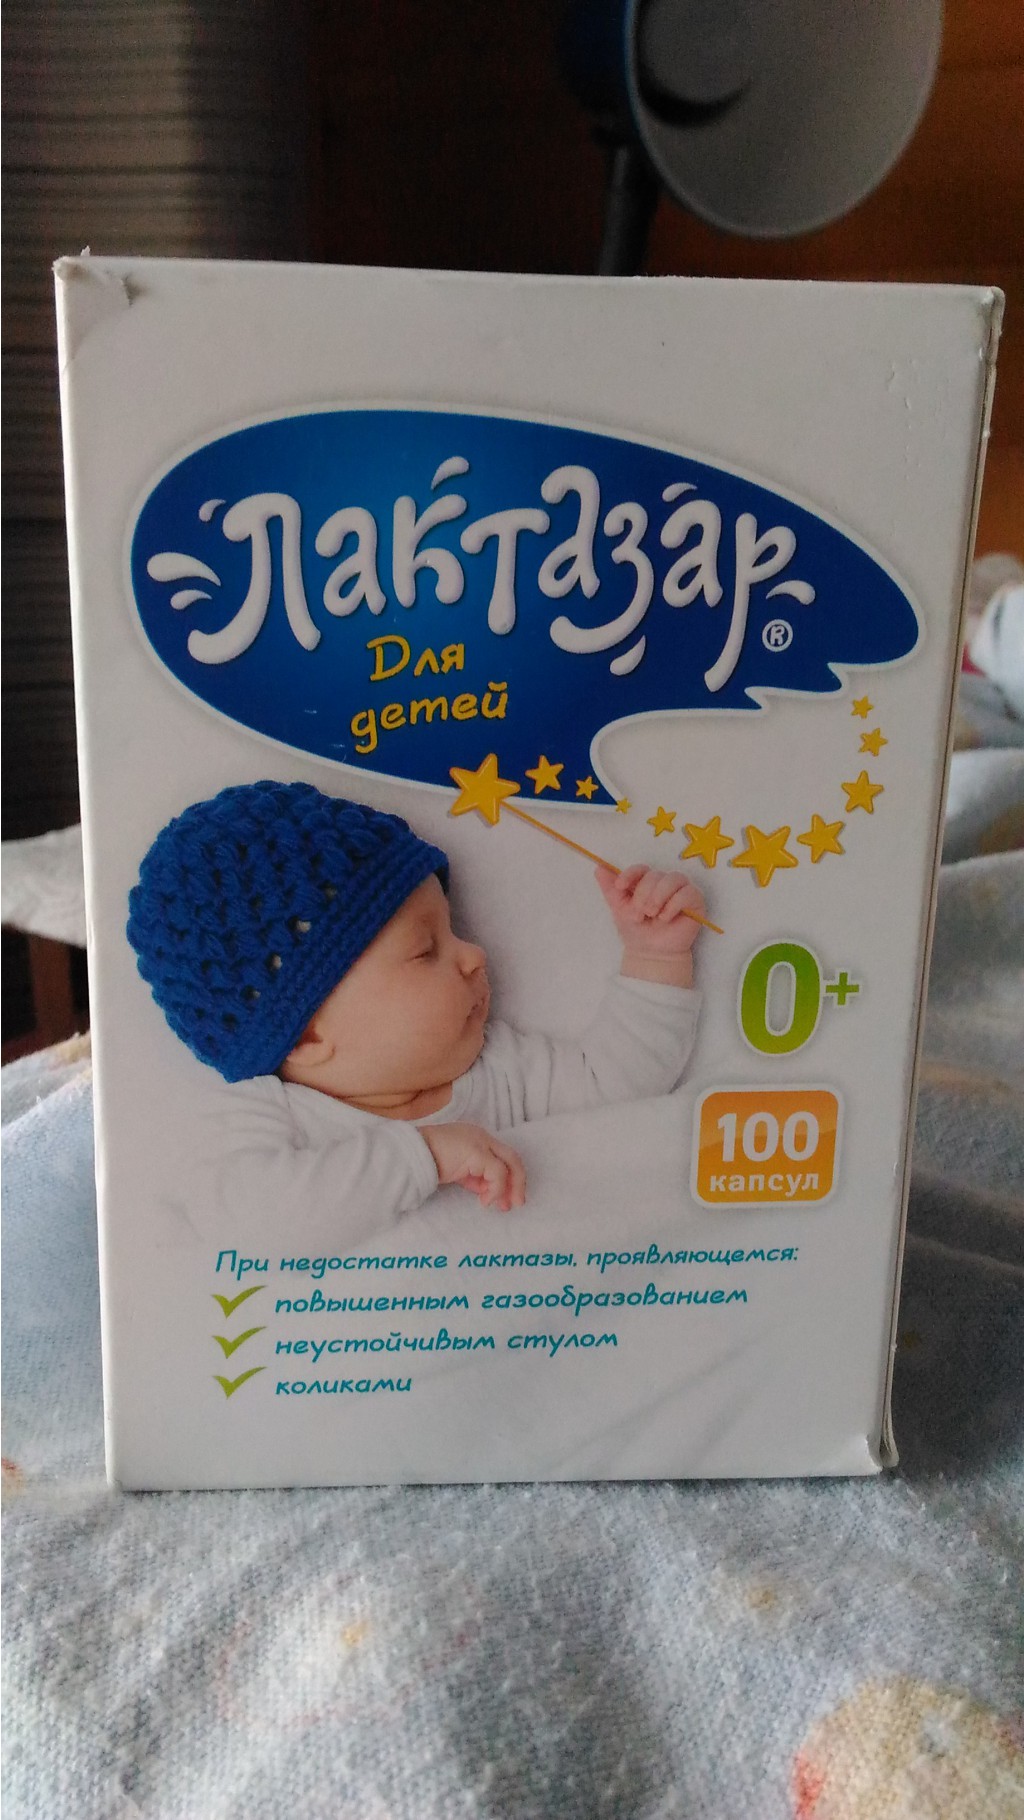 Лактазар®
Для
детей
0+
100
капсул
При недостатке лактазы, проявляющемся:
повышенным газообразованием
неустойчивым стулом
коликами